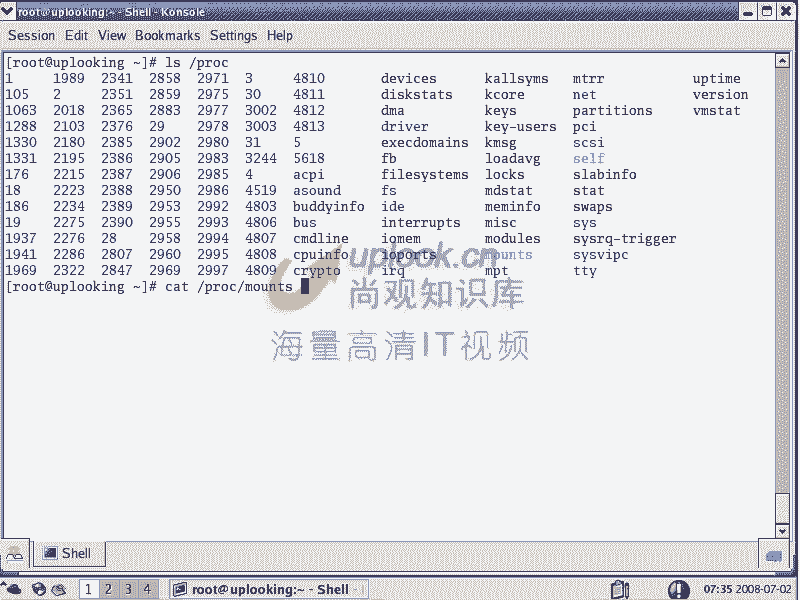 root@uplooking:~ - Shell - Konsole
Session Edit View Bookmarks Settings Help
[root@uplooking ~]# ls /proc
1 1989 2341 2858 2971 3 4810 devices kallsyms mtrr uptime
105 2 2351 2859 2975 30 4811 diskstats kcore net version
1063 2018 2365 2883 2977 3002 4812 dma keys partitions vmstat
1288 2103 2376 29 2978 3003 4813 driver key-users pci
1330 2180 2385 2902 2980 31 5 execdomains kmsg scsi
1331 2195 2386 2905 2983 3244 5618 fb loadavg self
176 2215 2387 2906 2985 4 acpi filesystems locks slabinfo
18 2223 2388 2950 2986 4519 asound fs mdstat stat
186 2234 2389 2953 2992 4803 buddyinfo ide meminfo swaps
19 2275 2390 2955 2993 4806 bus interrupts misc sys
1937 2276 28 2958 2994 4807 cmdline iomem modules sysrq-trigger
1941 2286 2807 2960 2995 4808 cpuinfo ioports mounts sysvipc
1969 2322 2847 2969 2997 4809 crypto irq mpt tty
[root@uplooking ~]# cat /proc/mounts
uplook.cn
尚观知识库
海量高清IT视频
Shell
1 2 3 4 root@uplooking:~ - Shell - 07:35 2008-07-02